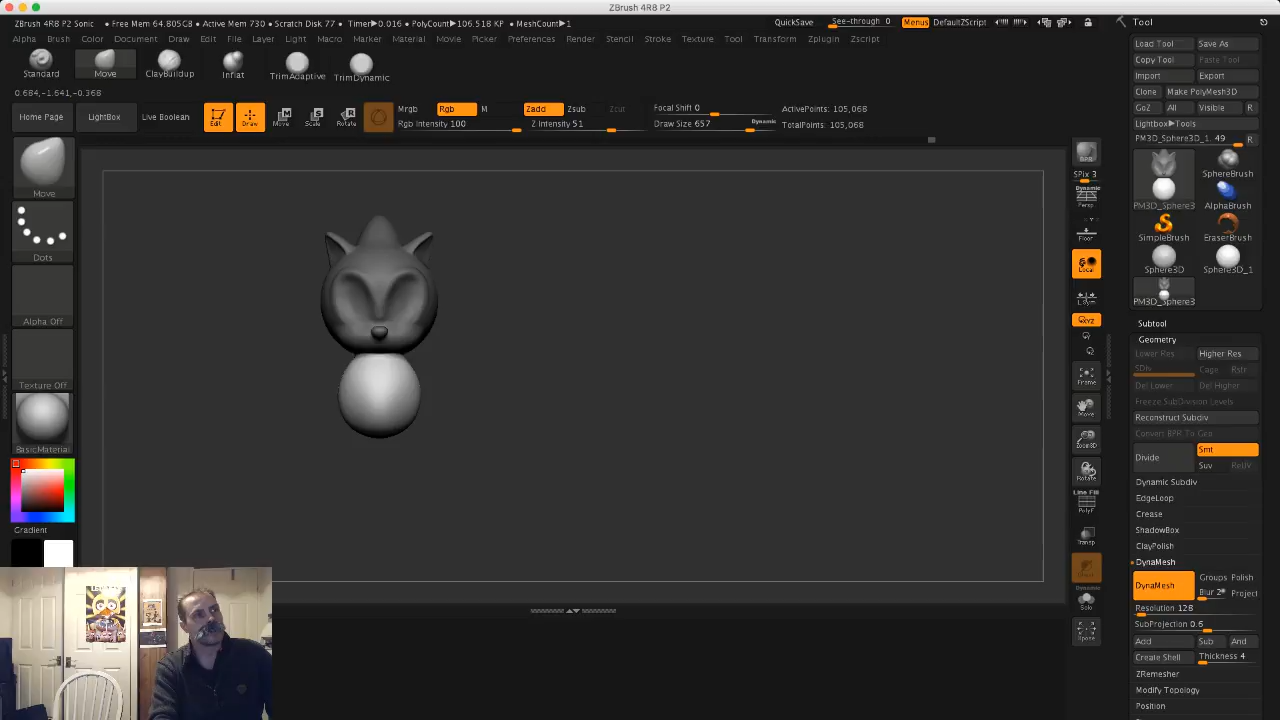 ZBrush 4R8 P2
ZBrush 4R8 P2 Sonic • Free Mem 64.805GB • Active Mem 730 • Scratch Disk 77 • Timer▶0.016 • PolyCount▶106.518 KP • MeshCount▶1
QuickSave See-through 0 Menus DefaultZScript
Tool
Alpha Brush Color Document Draw Edit File Layer Light Macro Marker Material Movie Picker Preferences Render Stencil Stroke Texture Tool Transform Zplugin Zscript
Standard Move ClayBuildup Inflat TrimAdaptive TrimDynamic
0.684,-1.541,-0.368
Home Page LightBox Live Boolean
Edit Draw Move Scale Rotate
Mrgb Rgb M
Rgb Intensity 100
Zadd Zsub Zcut
Z Intensity 51
Focal Shift 0
Draw Size 657 Dynamic
ActivePoints: 105,068
TotalPoints: 105,068
Move
Dots
Alpha Off
Texture Off
BasicMaterial
Gradient
BPR
SPix 3
Dynamic
Persp
Floor
Local
L.Sym
xyz
Frame
Move
Zoom3D
Rotate
Line Fill
PolyF
Transp
Dynamic
Solo
Xpose
Load Tool Save As
Copy Tool Paste Tool
Import Export
Clone Make PolyMesh3D
GoZ All Visible R
Lightbox▶Tools
PM3D_Sphere3D_1. 49 R
PM3D_Sphere3 SphereBrush
AlphaBrush
SimpleBrush EraserBrush
Sphere3D Sphere3D_1
PM3D_Sphere3
Subtool
Geometry
Lower Res Higher Res
SDiv Cage Rstr
Del Lower Del Higher
Freeze SubDivision Levels
Reconstruct Subdiv
Convert BPR To Geo
Divide Smt
Suv ReUV
Dynamic Subdiv
EdgeLoop
Crease
ShadowBox
ClayPolish
DynaMesh
DynaMesh Groups Polish
Blur 2 Project
Resolution 128
SubProjection 0.6
Add Sub And
Create Shell Thickness 4
ZRemesher
Modify Topology
Position